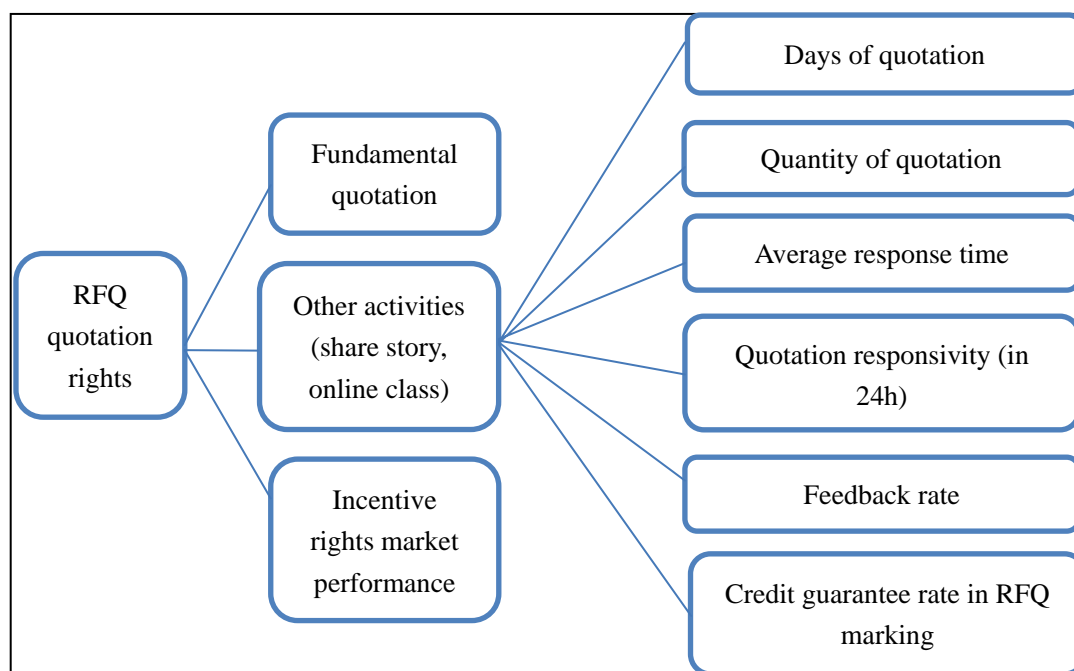 RFQ
quotation
rights
Fundamental
quotation
Other activities
(share story,
online class)
Incentive
rights market
performance
Days of quotation
Quantity of quotation
Average response time
Quotation responsivity (in
24h)
Feedback rate
Credit guarantee rate in RFQ
marking